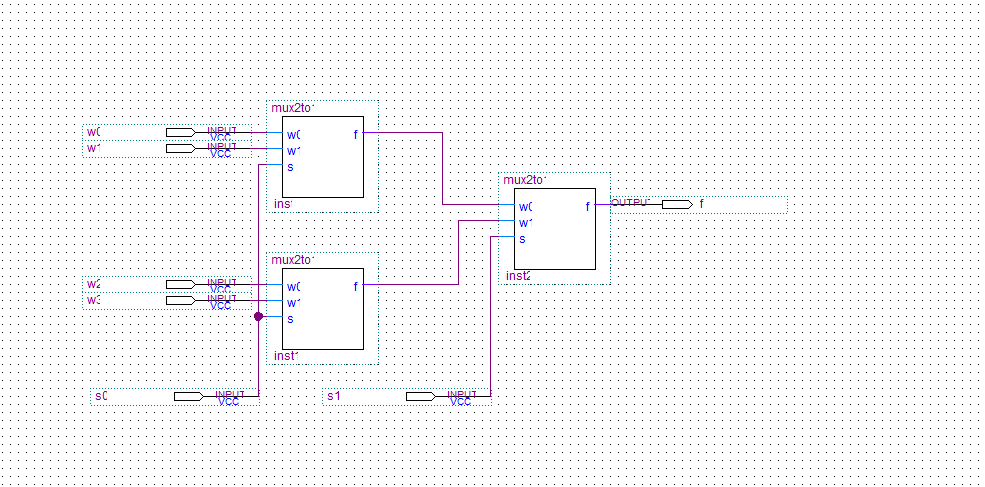 mux2to1
w0 INPUT VCC w0 f
w1 INPUT VCC w1
s
inst
mux2to1
w0 f OUTPUT f
w1
s
inst2
mux2to1
w2 INPUT VCC w0 f
w3 INPUT VCC w1
s
inst1
s0 INPUT VCC
s1 INPUT VCC